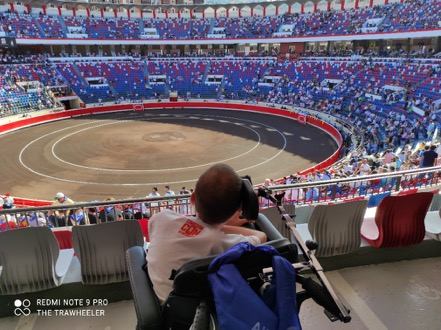 REDMI NOTE 9 PRO
THE TRAWHEELER